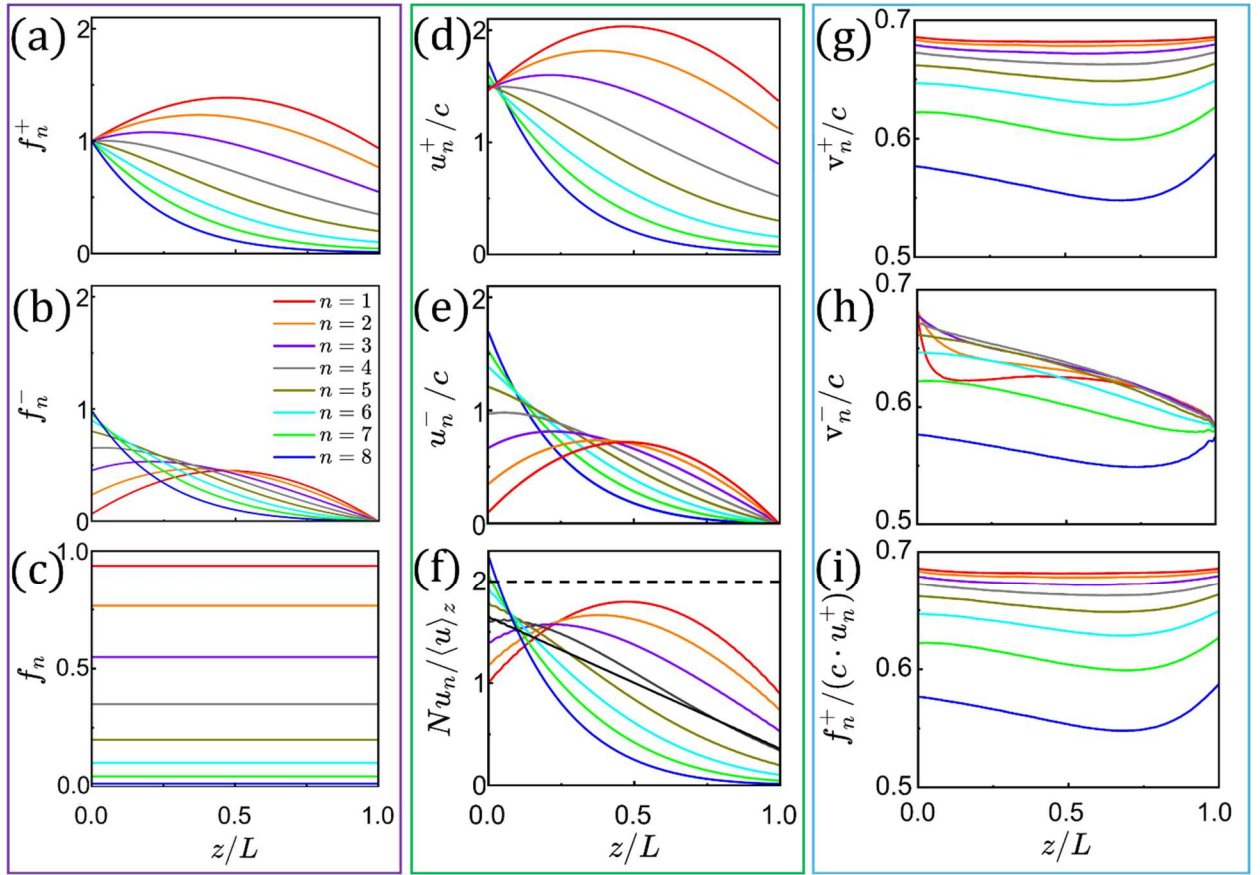 (a)
2
1
0
f_n^+
(b)
2
1
0
f_n^-
n = 1
n = 2
n = 3
n = 4
n = 5
n = 6
n = 7
n = 8
(c)
1.0
0.5
0.0
f_n
0.0 0.5 1.0
z/L
(d)
2
1
0
u_n^+/c
(e)
2
1
0
u_n^-/c
(f)
2
1
0
Nu_n/⟨u⟩_z
0.0 0.5 1.0
z/L
(g)
0.7
0.6
0.5
v_n^+/c
(h)
0.7
0.6
0.5
v_n^-/c
(i)
0.7
0.6
0.5
f_n^+/(c · u_n^+)
0.0 0.5 1.0
z/L